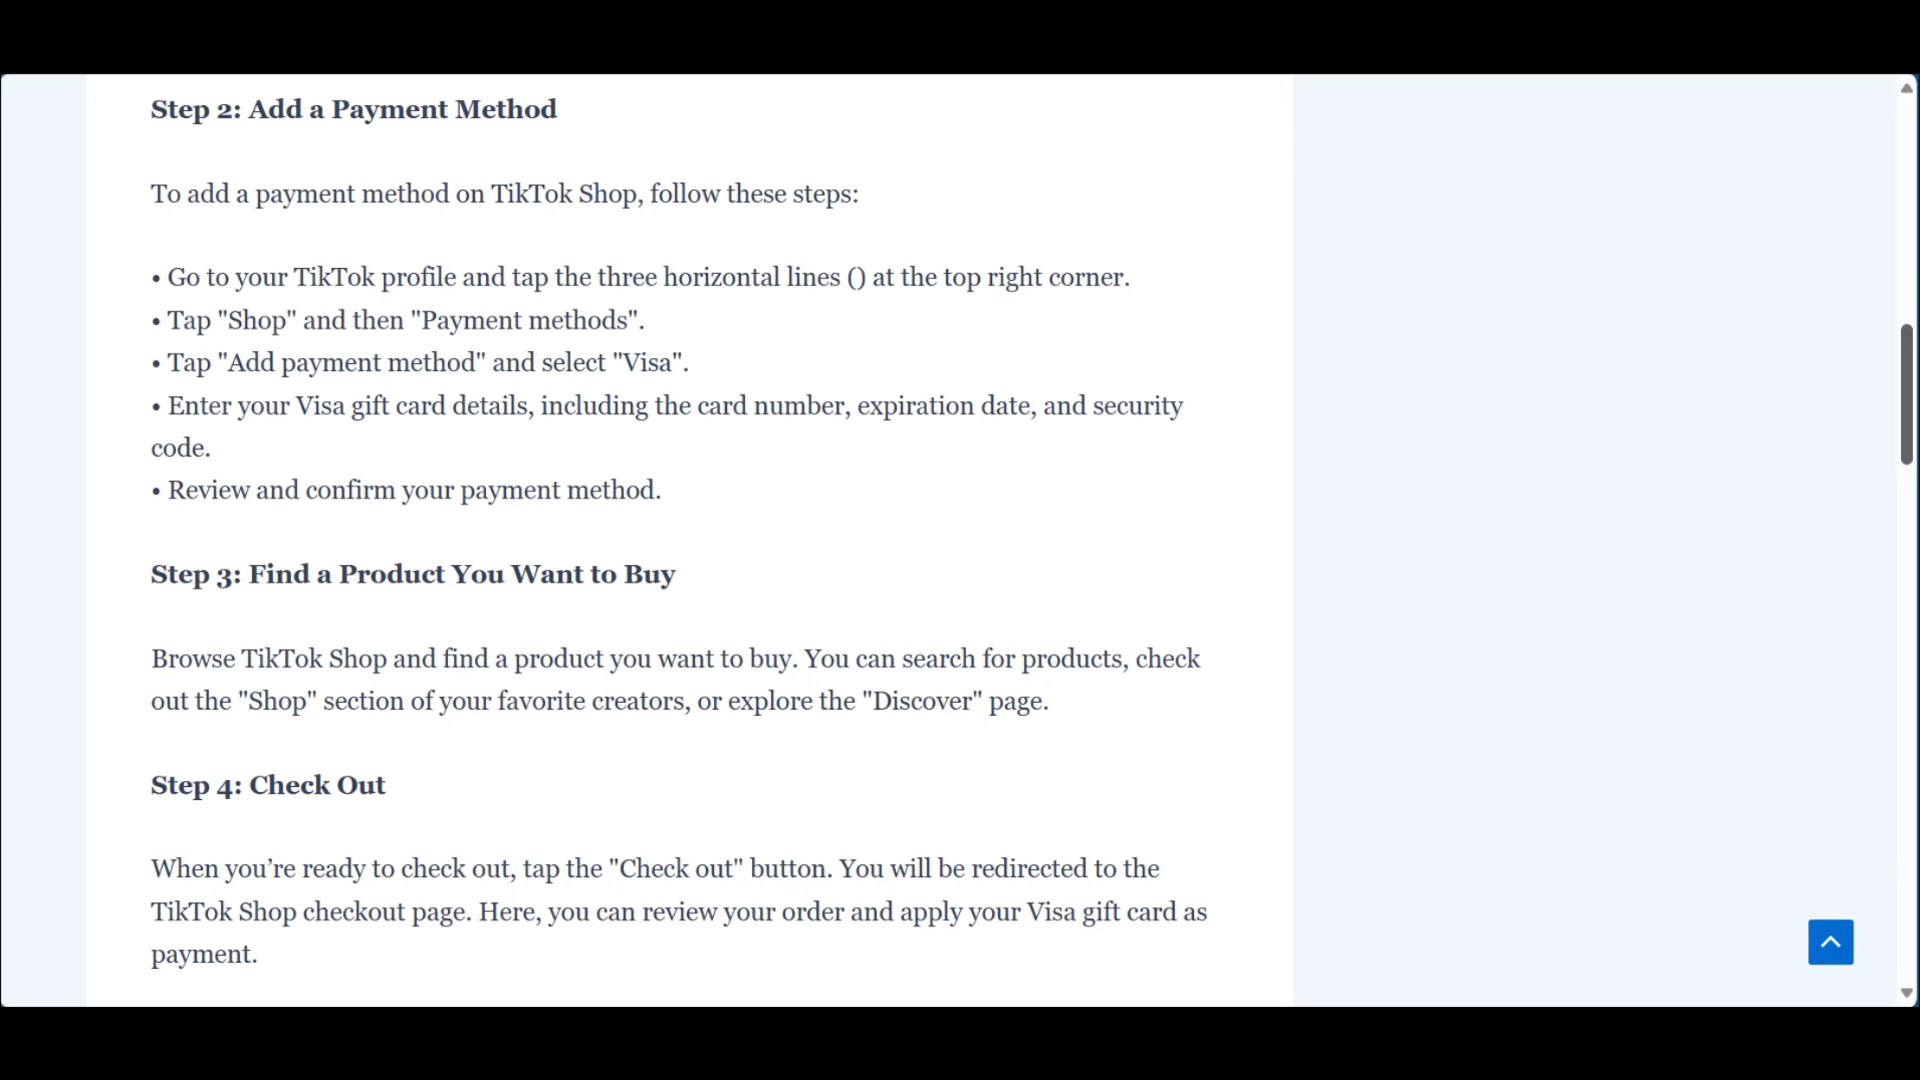 Step 2: Add a Payment Method
To add a payment method on TikTok Shop, follow these steps:
• Go to your TikTok profile and tap the three horizontal lines () at the top right corner.
• Tap "Shop" and then "Payment methods".
• Tap "Add payment method" and select "Visa".
• Enter your Visa gift card details, including the card number, expiration date, and security
code.
• Review and confirm your payment method.
Step 3: Find a Product You Want to Buy
Browse TikTok Shop and find a product you want to buy. You can search for products, check
out the "Shop" section of your favorite creators, or explore the "Discover" page.
Step 4: Check Out
When you’re ready to check out, tap the "Check out" button. You will be redirected to the
TikTok Shop checkout page. Here, you can review your order and apply your Visa gift card as
payment.